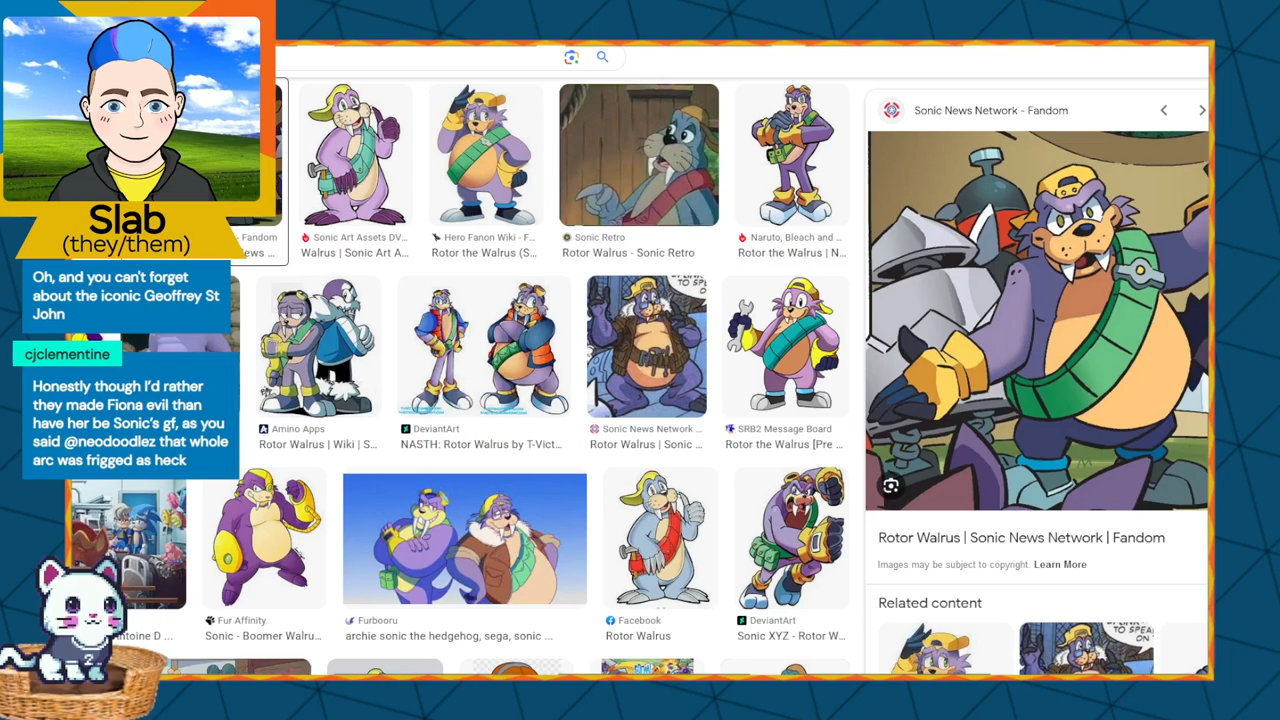 Slab
(they/them)
Oh, and you can't forget
about the iconic Geoffrey St
John
cjclementine
Honestly though I'd rather
they made Fiona evil than
have her be Sonic's gf, as you
said @neodoodlez that whole
arc was frigged as heck
- Fandom
ews ...
Sonic Art Assets DV...
Walrus | Sonic Art A...
Hero Fanon Wiki - F...
Rotor the Walrus (S...
Sonic Retro
Rotor Walrus - Sonic Retro
Naruto, Bleach and ...
Rotor the Walrus | N...
Amino Apps
Rotor Walrus | Wiki | S...
DeviantArt
NASTH: Rotor Walrus by T-Vict...
Sonic News Network ...
Rotor Walrus | Sonic ...
SRB2 Message Board
Rotor the Walrus [Pre ...
ntoine D ...
Fur Affinity
Sonic - Boomer Walru...
Furbooru
archie sonic the hedgehog, sega, sonic ...
Facebook
Rotor Walrus
DeviantArt
Sonic XYZ - Rotor W...
Sonic News Network - Fandom
Rotor Walrus | Sonic News Network | Fandom
Images may be subject to copyright. Learn More
Related content